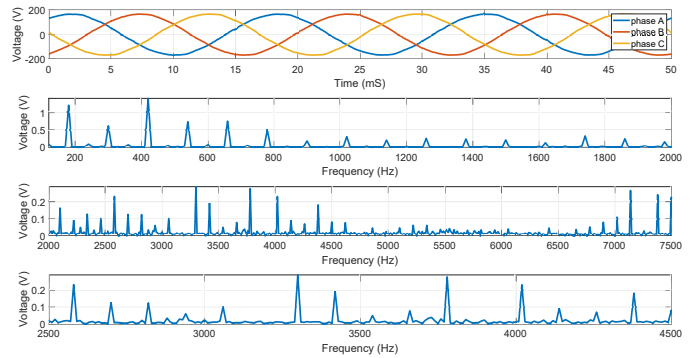 200
0
-200
Voltage (V)
phase A
phase B
phase C
0 5 10 15 20 25 30 35 40 45 50
Time (mS)
1
0.5
0
Voltage (V)
200 400 600 800 1000 1200 1400 1600 1800 2000
Frequency (Hz)
0.2
0.1
0
Voltage (V)
2000 2500 3000 3500 4000 4500 5000 5500 6000 6500 7000 7500
Frequency (Hz)
0.2
0.1
0
Voltage (V)
2500 3000 3500 4000 4500
Frequency (Hz)